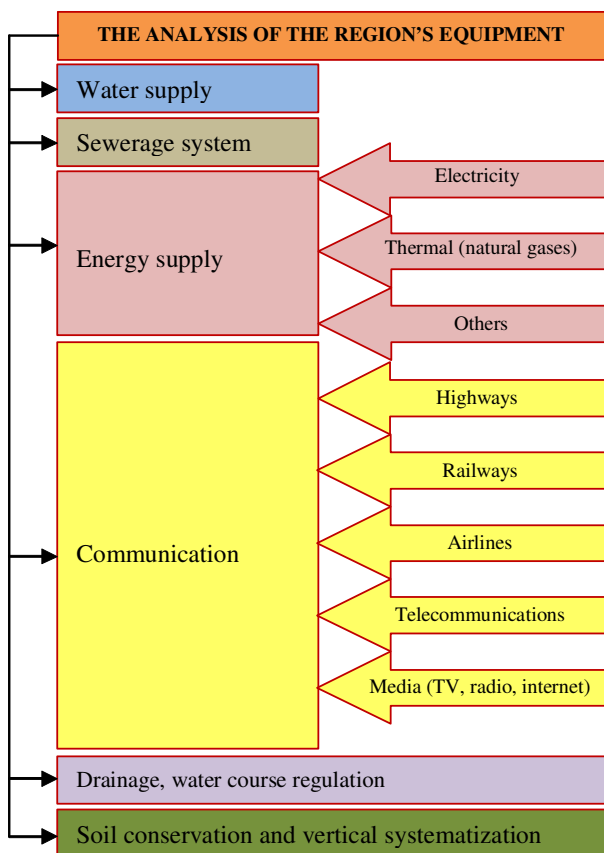 THE ANALYSIS OF THE REGION'S EQUIPMENT
Water supply
Sewerage system
Energy supply
Electricity
Thermal (natural gases)
Others
Communication
Highways
Railways
Airlines
Telecommunications
Media (TV, radio, internet)
Drainage, water course regulation
Soil conservation and vertical systematization